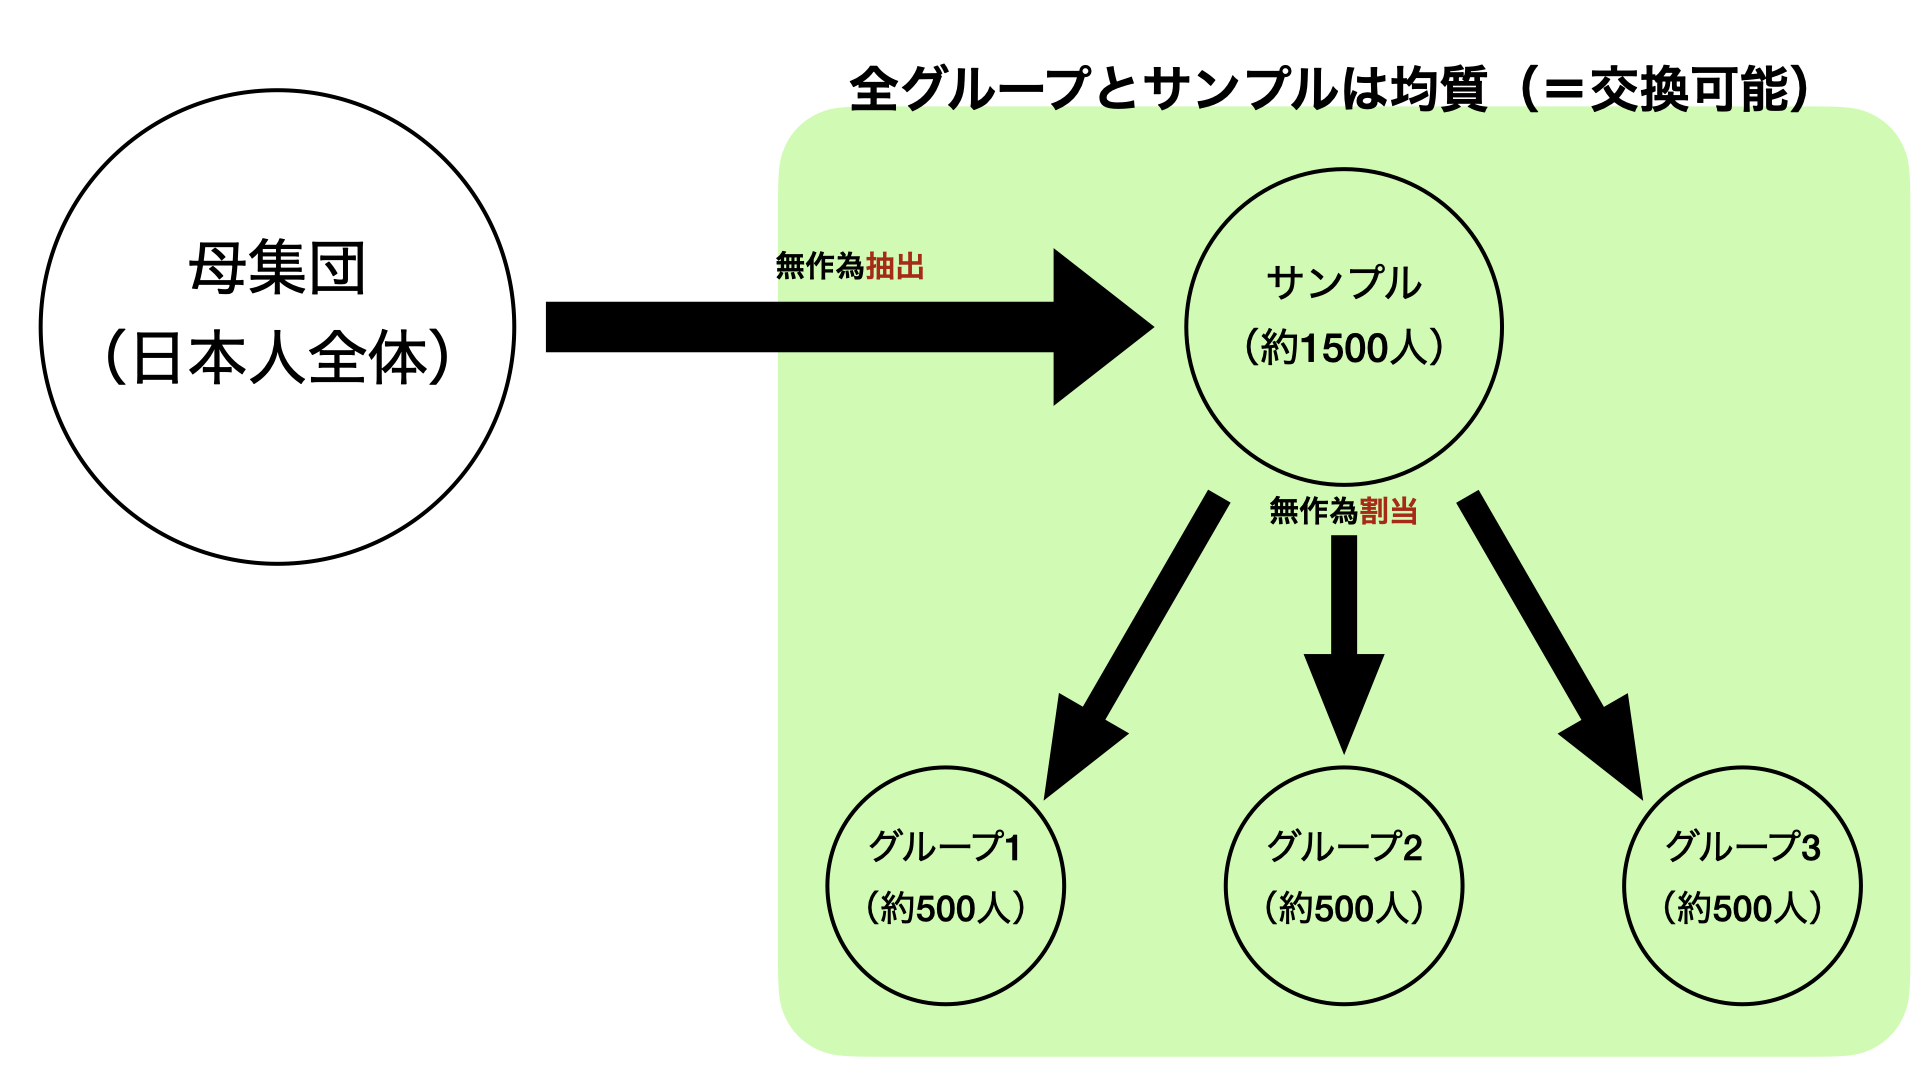 全グループとサンプルは均質（＝交換可能）
母集団
（日本人全体）
無作為抽出
サンプル
（約1500人）
無作為割当
グループ1
（約500人）
グループ2
（約500人）
グループ3
（約500人）